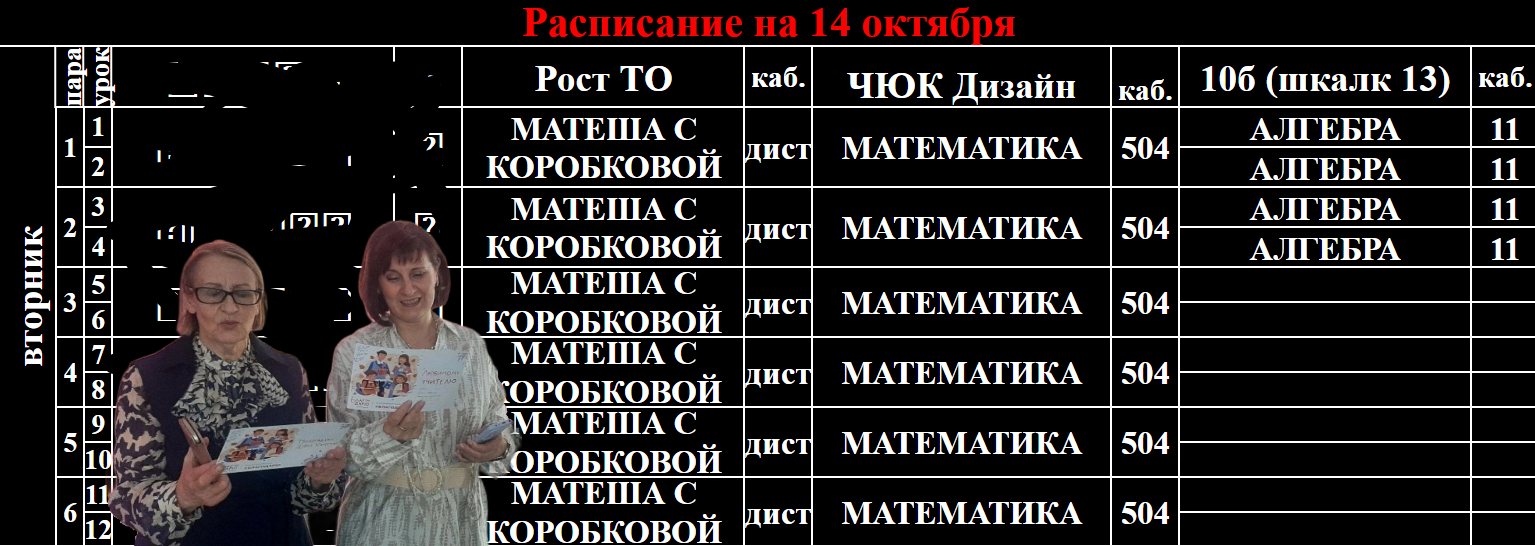 Расписание на 14 октября
вторник
пара урок Рост ТО каб. ЧЮК Дизайн каб. 10б (шкалк 13) каб.
1 1 МАТЕША С КОРОБКОВОЙ дист МАТЕМАТИКА 504 АЛГЕБРА 11
2 АЛГЕБРА 11
2 3 МАТЕША С КОРОБКОВОЙ дист МАТЕМАТИКА 504 АЛГЕБРА 11
4 АЛГЕБРА 11
3 5 МАТЕША С КОРОБКОВОЙ дист МАТЕМАТИКА 504
6
4 7 МАТЕША С КОРОБКОВОЙ дист МАТЕМАТИКА 504
8
5 9 МАТЕША С КОРОБКОВОЙ дист МАТЕМАТИКА 504
10
6 11 МАТЕША С КОРОБКОВОЙ дист МАТЕМАТИКА 504
12
ЛЮБИМОМУ
УЧИТЕЛЮ